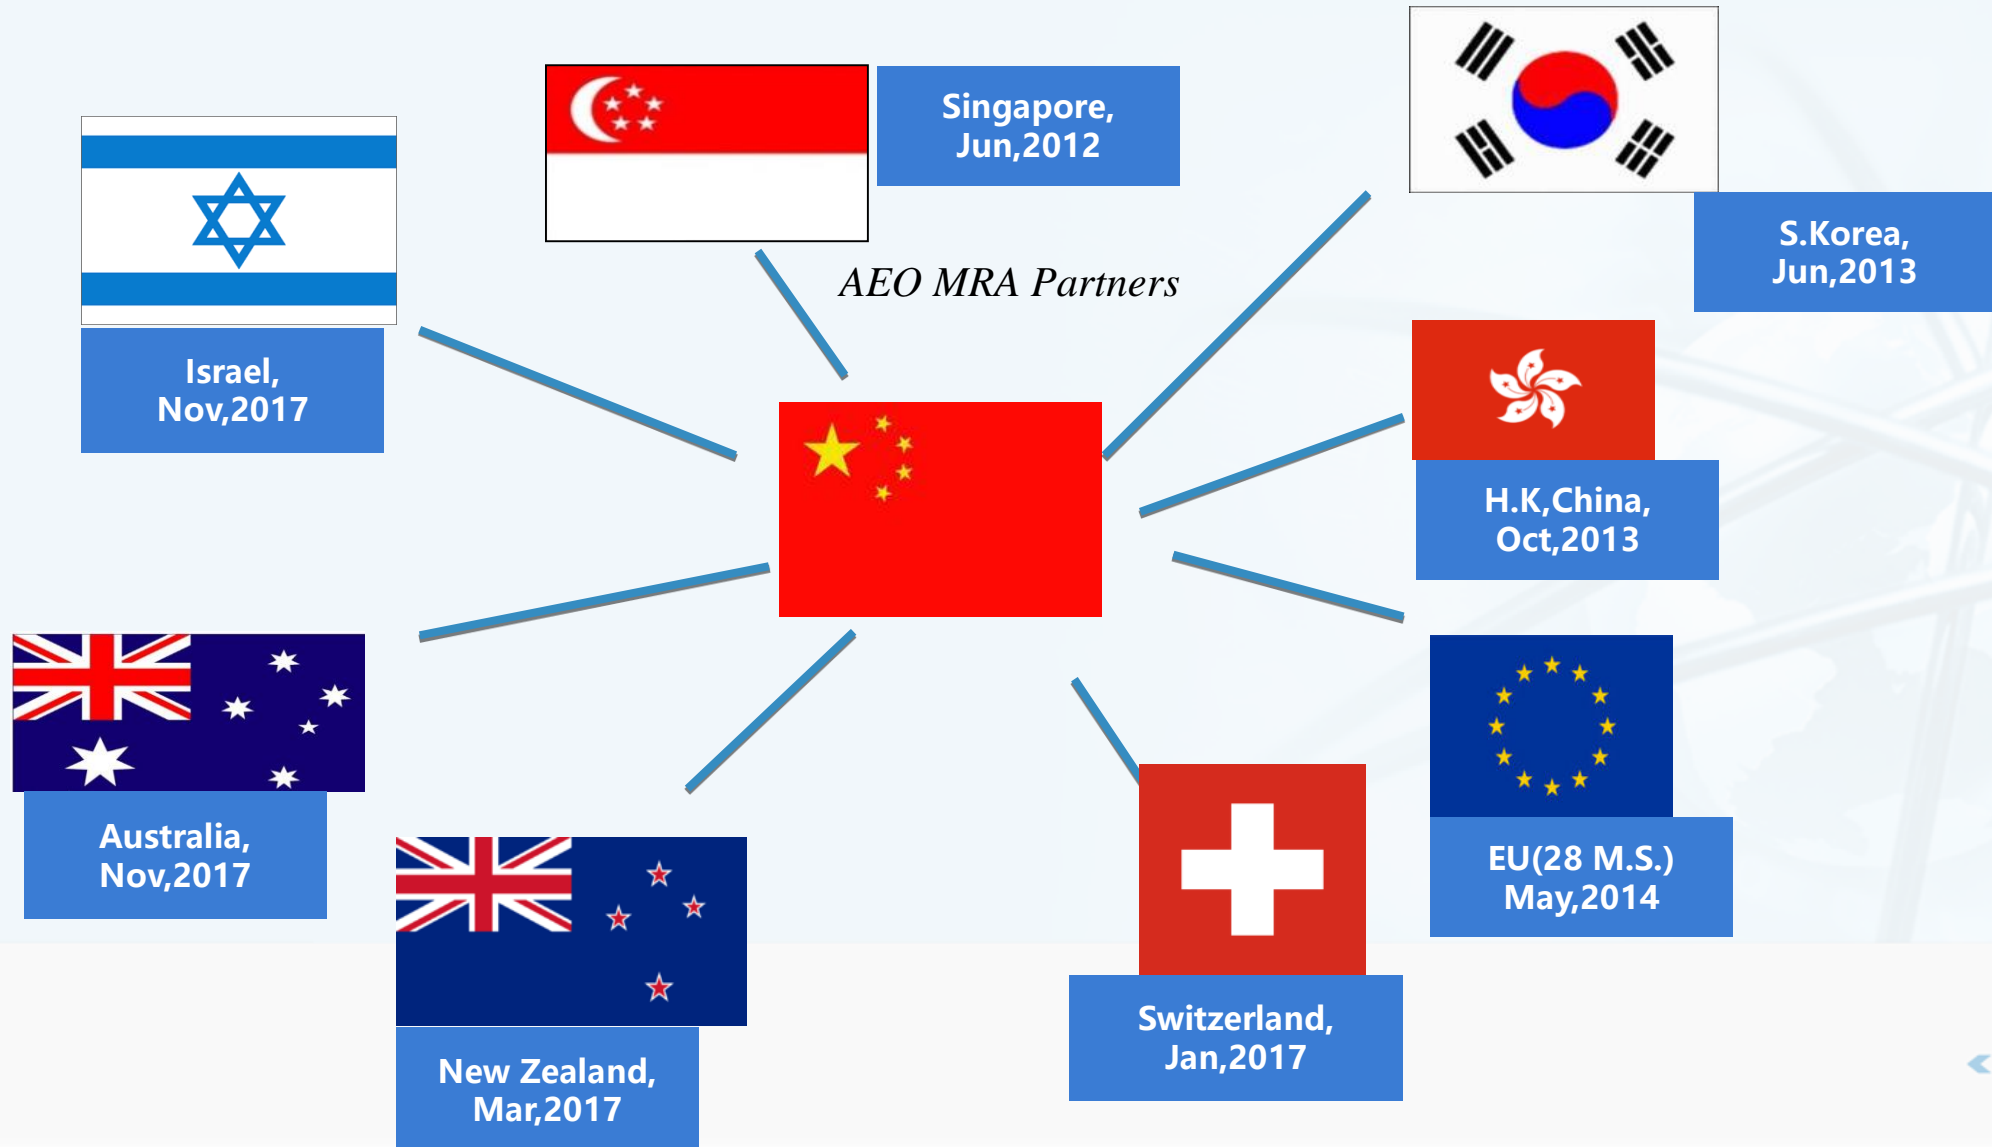 Singapore,
Jun,2012
S.Korea,
Jun,2013
AEO MRA Partners
Israel,
Nov,2017
H.K,China,
Oct,2013
Australia,
Nov,2017
EU(28 M.S.)
May,2014
New Zealand,
Mar,2017
Switzerland,
Jan,2017